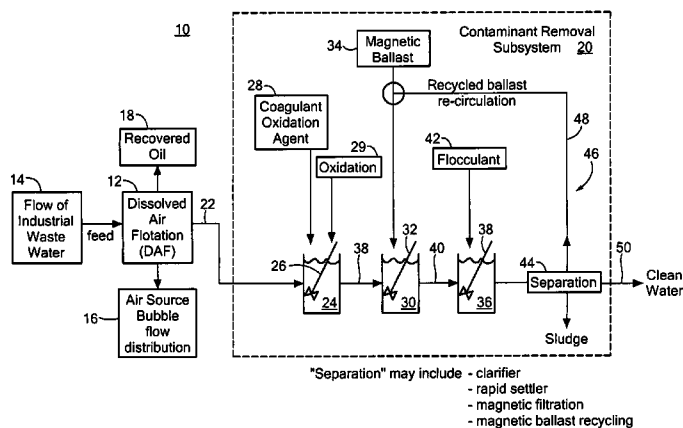 10
Contaminant Removal
Subsystem 20
34
Magnetic
Ballast
28
Coagulant
Oxidation
Agent
Recycled ballast
re-circulation
18
Recovered
Oil
29
Oxidation
42
Flocculant
48
46
14
Flow of
Industrial
Waste
Water
feed
12
Dissolved
Air
Flotation
(DAF)
22
26
24
38
32
30
40
38
36
44
Separation
50
Clean
Water
16
Air Source
Bubble
flow
distribution
Sludge
"Separation" may include - clarifier
- rapid settler
- magnetic filtration
- magnetic ballast recycling